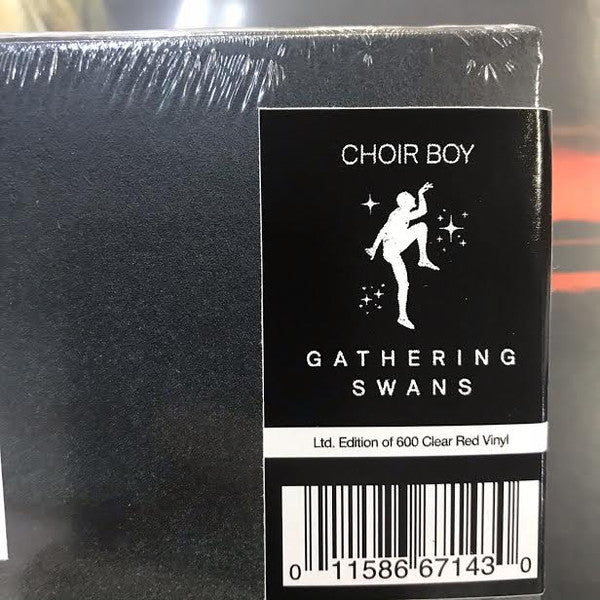 CHOIR BOY
GATHERING
SWANS
Ltd. Edition of 600 Clear Red Vinyl
0 11586 67143 0